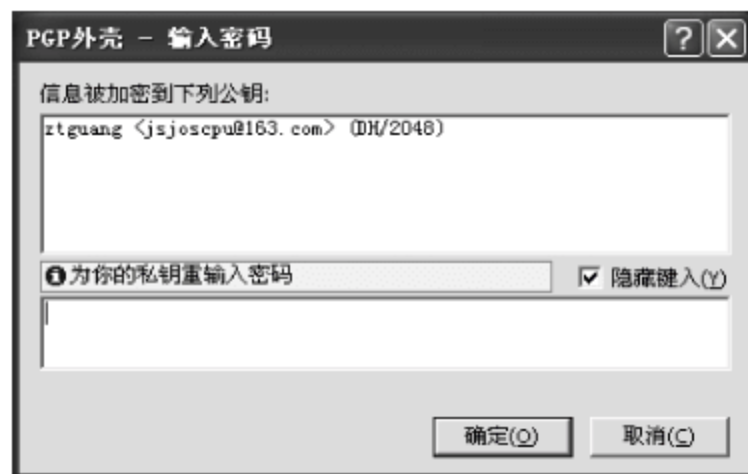 PGP外壳 - 输入密码
信息被加密到下列公钥:
ztguang <jsjoscpu@163.com> (DH/2048)
为你的私钥重输入密码
隐藏键入(Y)
确定(O)
取消(C)